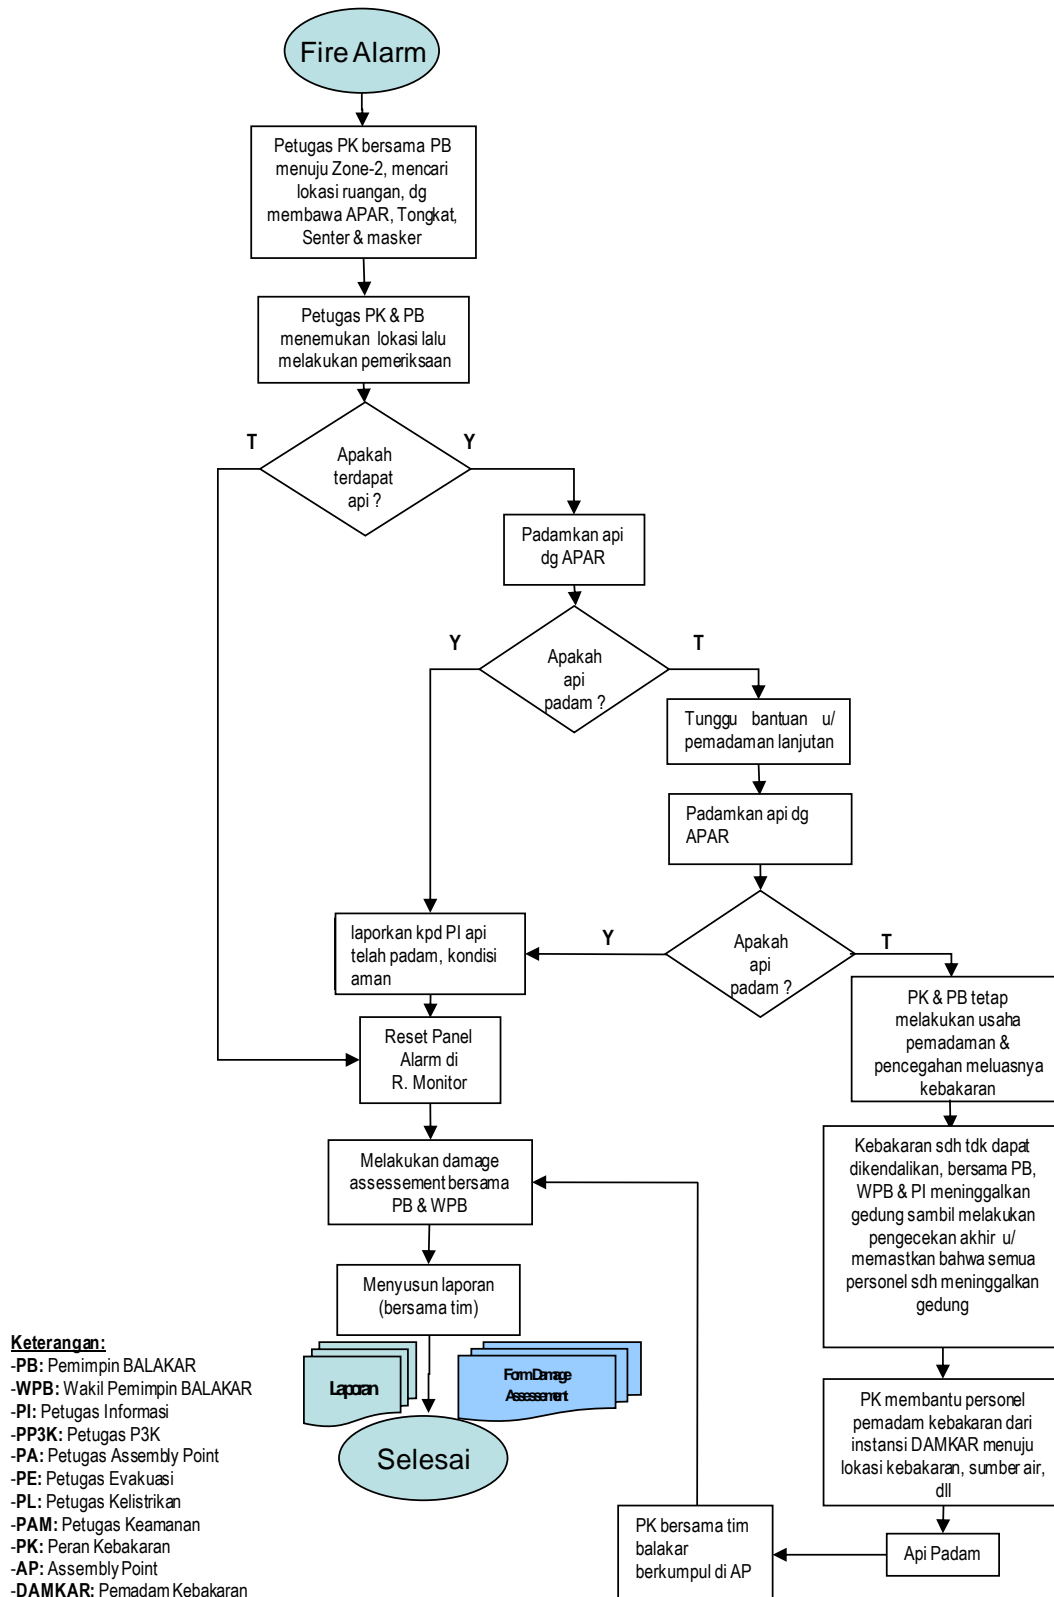 Fire Alarm
Petugas PK bersama PB
menuju Zone-2, mencari
lokasi ruangan, dg
membawa APAR, Tongkat,
Senter & masker
Petugas PK & PB
menemukan lokasi lalu
melakukan pemeriksaan
T
Y
Apakah
terdapat
api ?
Padamkan api
dg APAR
Y
T
Apakah
api
padam ?
Tunggu bantuan u/
pemadaman lanjutan
Padamkan api dg
APAR
laporkan kpd PI api
telah padam, kondisi
aman
Y
T
Apakah
api
padam ?
PK & PB tetap
melakukan usaha
pemadaman &
pencegahan meluasnya
kebakaran
Reset Panel
Alarm di
R. Monitor
Melakukan damage
assessement bersama
PB & WPB
Kebakaran sdh tdk dapat
dikendalikan, bersama PB,
WPB & PI meninggalkan
gedung sambil melakukan
pengecekan akhir u/
memastkan bahwa semua
personel sdh meninggalkan
gedung
Menyusun laporan
(bersama tim)
Laporan
Form Damage
Assessement
Selesai
PK membantu personel
pemadam kebakaran dari
instansi DAMKAR menuju
lokasi kebakaran, sumber air,
dll
PK bersama tim
balakar
berkumpul di AP
Api Padam
Keterangan:
-PB: Pemimpin BALAKAR
-WPB: Wakil Pemimpin BALAKAR
-PI: Petugas Informasi
-PP3K: Petugas P3K
-PA: Petugas Assembly Point
-PE: Petugas Evakuasi
-PL: Petugas Kelistrikan
-PAM: Petugas Keamanan
-PK: Peran Kebakaran
-AP: Assembly Point
-DAMKAR: Pemadam Kebakaran